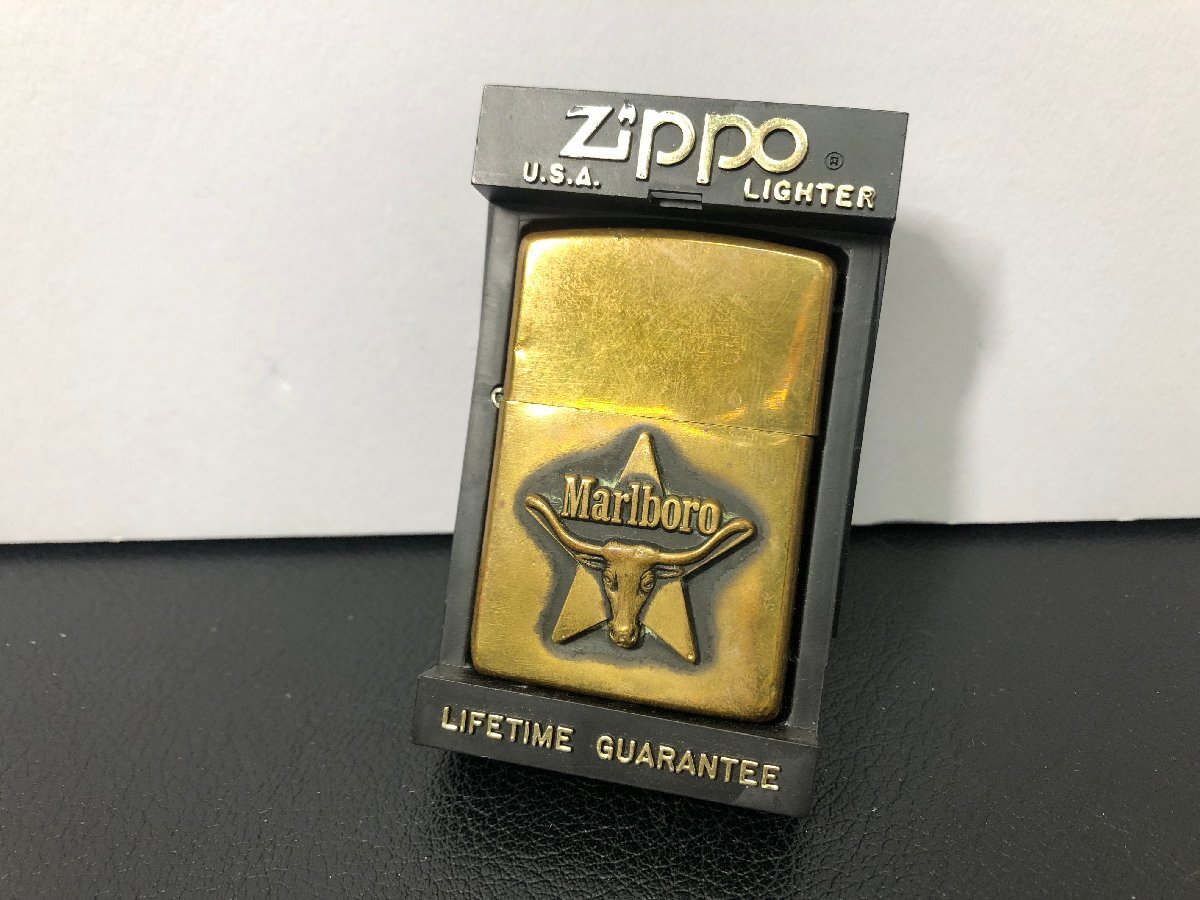 Zippo ®
U.S.A. LIGHTER
Marlboro
LIFETIME GUARANTEE